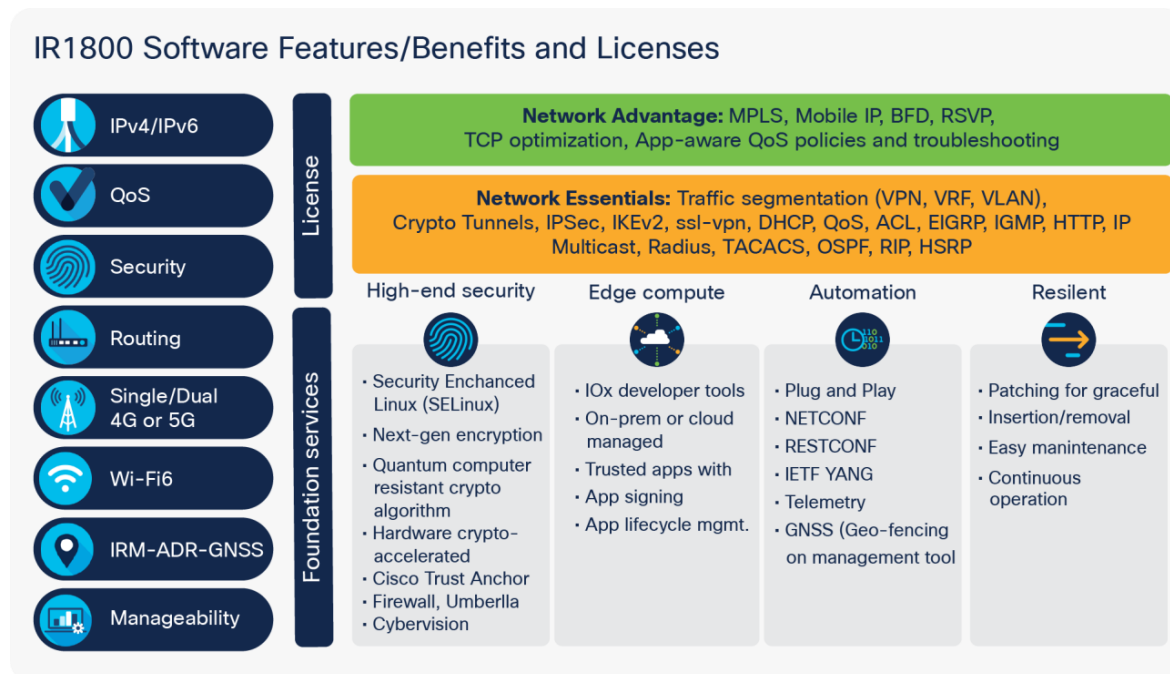 IR1800 Software Features/Benefits and Licenses
IPv4/IPv6
QoS
Security
Routing
Single/Dual
4G or 5G
Wi-Fi6
IRM-ADR-GNSS
Manageability
License
Foundation services
Network Advantage: MPLS, Mobile IP, BFD, RSVP,
TCP optimization, App-aware QoS policies and troubleshooting
Network Essentials: Traffic segmentation (VPN, VRF, VLAN),
Crypto Tunnels, IPSec, IKEv2, ssl-vpn, DHCP, QoS, ACL, EIGRP, IGMP, HTTP, IP
Multicast, Radius, TACACS, OSPF, RIP, HSRP
High-end security
· Security Enchanced
Linux (SELinux)
· Next-gen encryption
· Quantum computer
resistant crypto
algorithm
· Hardware crypto-
accelerated
· Cisco Trust Anchor
· Firewall, Umberlla
· Cybervision
Edge compute
· IOx developer tools
· On-prem or cloud
managed
· Trusted apps with
· App signing
· App lifecycle mgmt.
Automation
110
1011
010
· Plug and Play
· NETCONF
· RESTCONF
· IETF YANG
· Telemetry
· GNSS (Geo-fencing
on management tool
Resilent
· Patching for graceful
· Insertion/removal
· Easy manintenance
· Continuous
operation